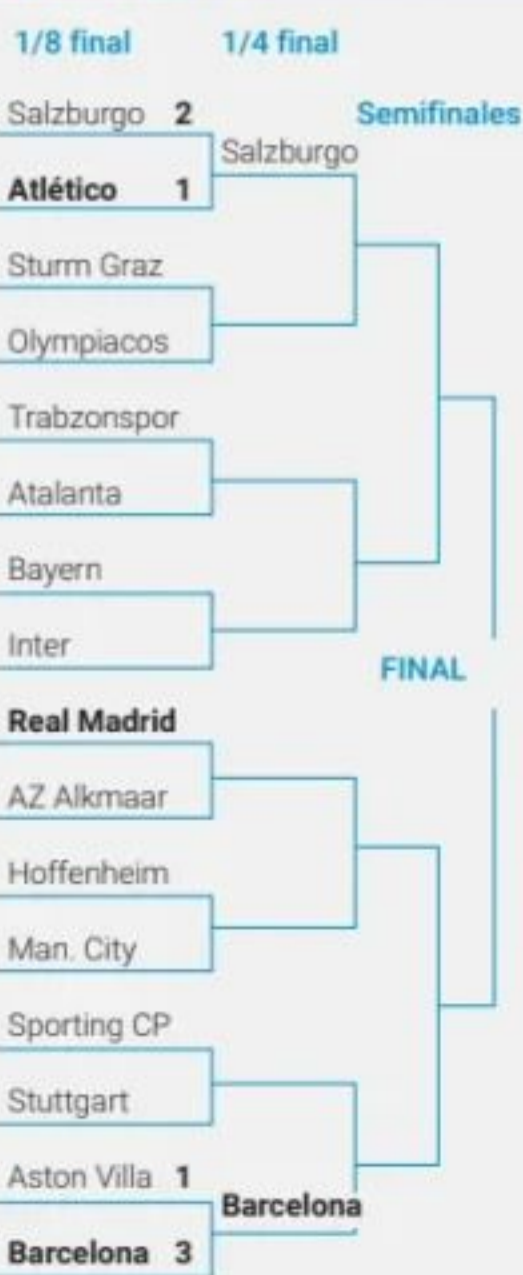 1/8 final 1/4 final
Salzburgo 2 Semifinales
Salzburgo
Atlético 1
Sturm Graz
Olympiacos
Trabzonspor
Atalanta
Bayern
Inter
FINAL
Real Madrid
AZ Alkmaar
Hoffenheim
Man. City
Sporting CP
Stuttgart
Aston Villa 1
Barcelona
Barcelona 3